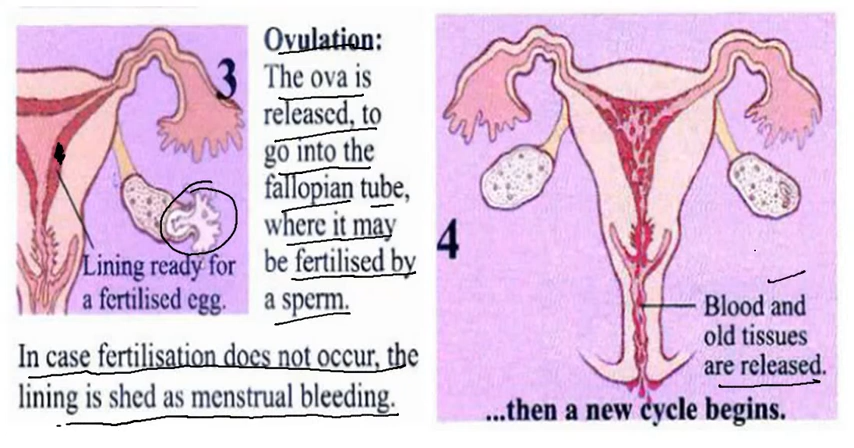 3
Ovulation:
The ova is
released, to
go into the
fallopian tube,
where it may
be fertilised by
a sperm.
Lining ready for
a fertilised egg.
In case fertilisation does not occur, the
lining is shed as menstrual bleeding.
4
Blood and
old tissues
are released.
...then a new cycle begins.